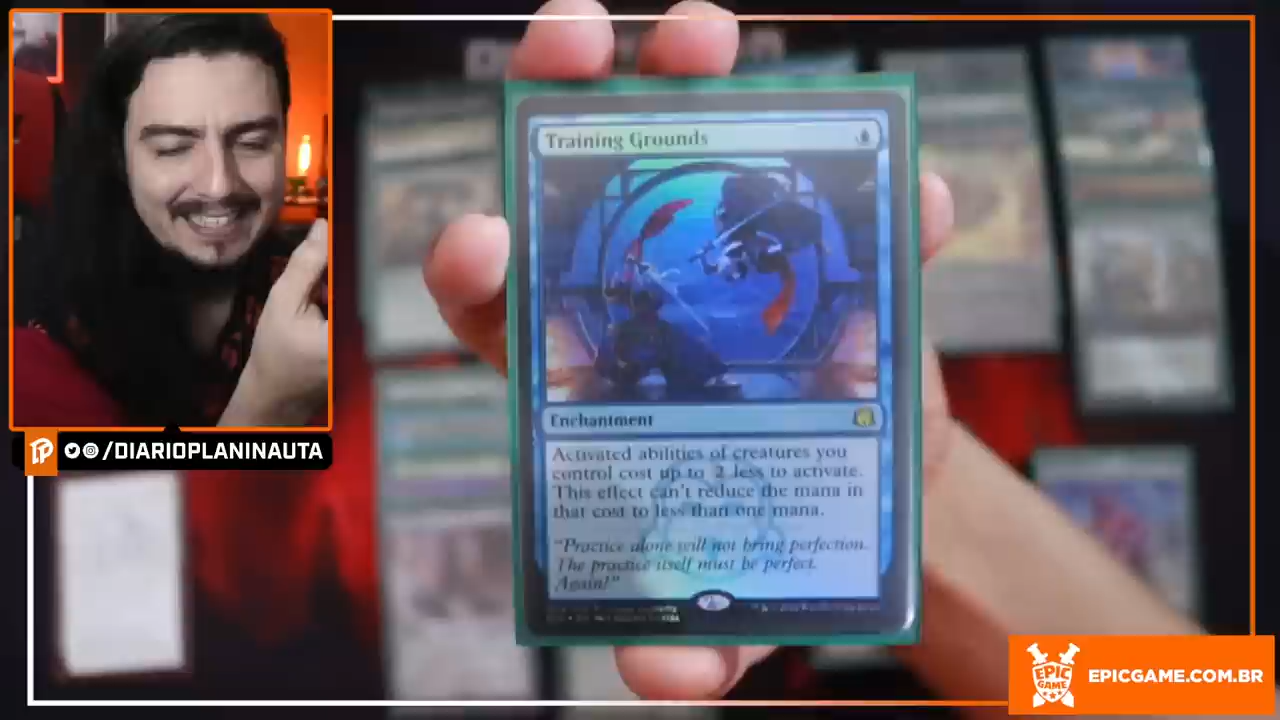 Training Grounds
Enchantment
Activated abilities of creatures you
control cost up to 2 less to activate.
This effect can't reduce the mana in
that cost to less than one mana.
"Practice alone will not bring perfection.
The practice itself must be perfect.
Again!"
/DIARIOPLANINAUTA
EPIC
GAME
EPICGAME.COM.BR